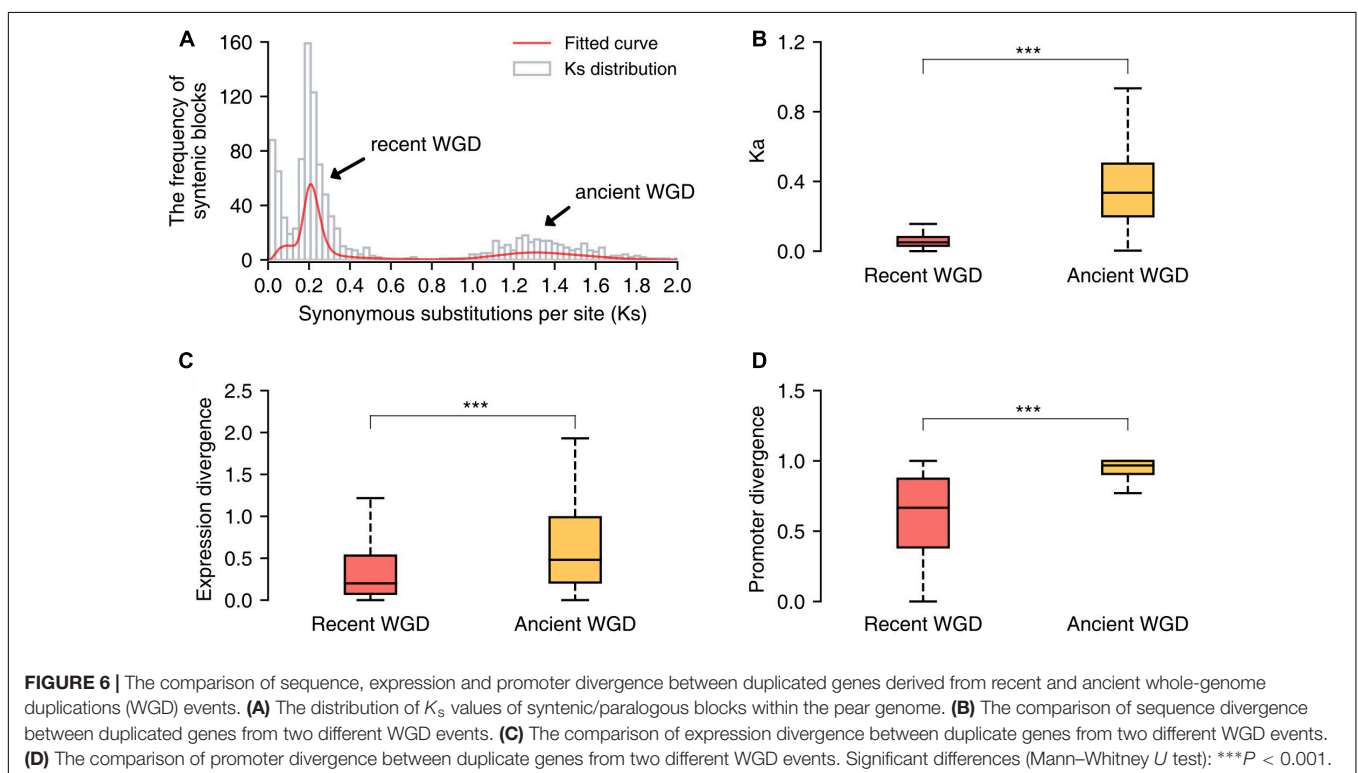 A
160
120
80
40
0
The frequency of
syntenic blocks
Fitted curve
Ks distribution
recent WGD
ancient WGD
0.0 0.2 0.4 0.6 0.8 1.0 1.2 1.4 1.6 1.8 2.0
Synonymous substitutions per site (Ks)
B
1.2
0.8
0.4
0.0
Ka
***
Recent WGD Ancient WGD
C
2.5
2.0
1.5
1.0
0.5
0.0
Expression divergence
***
Recent WGD Ancient WGD
D
1.5
1.0
0.5
0.0
Promoter divergence
***
Recent WGD Ancient WGD
FIGURE 6 | The comparison of sequence, expression and promoter divergence between duplicated genes derived from recent and ancient whole-genome
duplications (WGD) events. (A) The distribution of Ks values of syntenic/paralogous blocks within the pear genome. (B) The comparison of sequence divergence
between duplicated genes from two different WGD events. (C) The comparison of expression divergence between duplicate genes from two different WGD events.
(D) The comparison of promoter divergence between duplicate genes from two different WGD events. Significant differences (Mann–Whitney U test): ***P < 0.001.